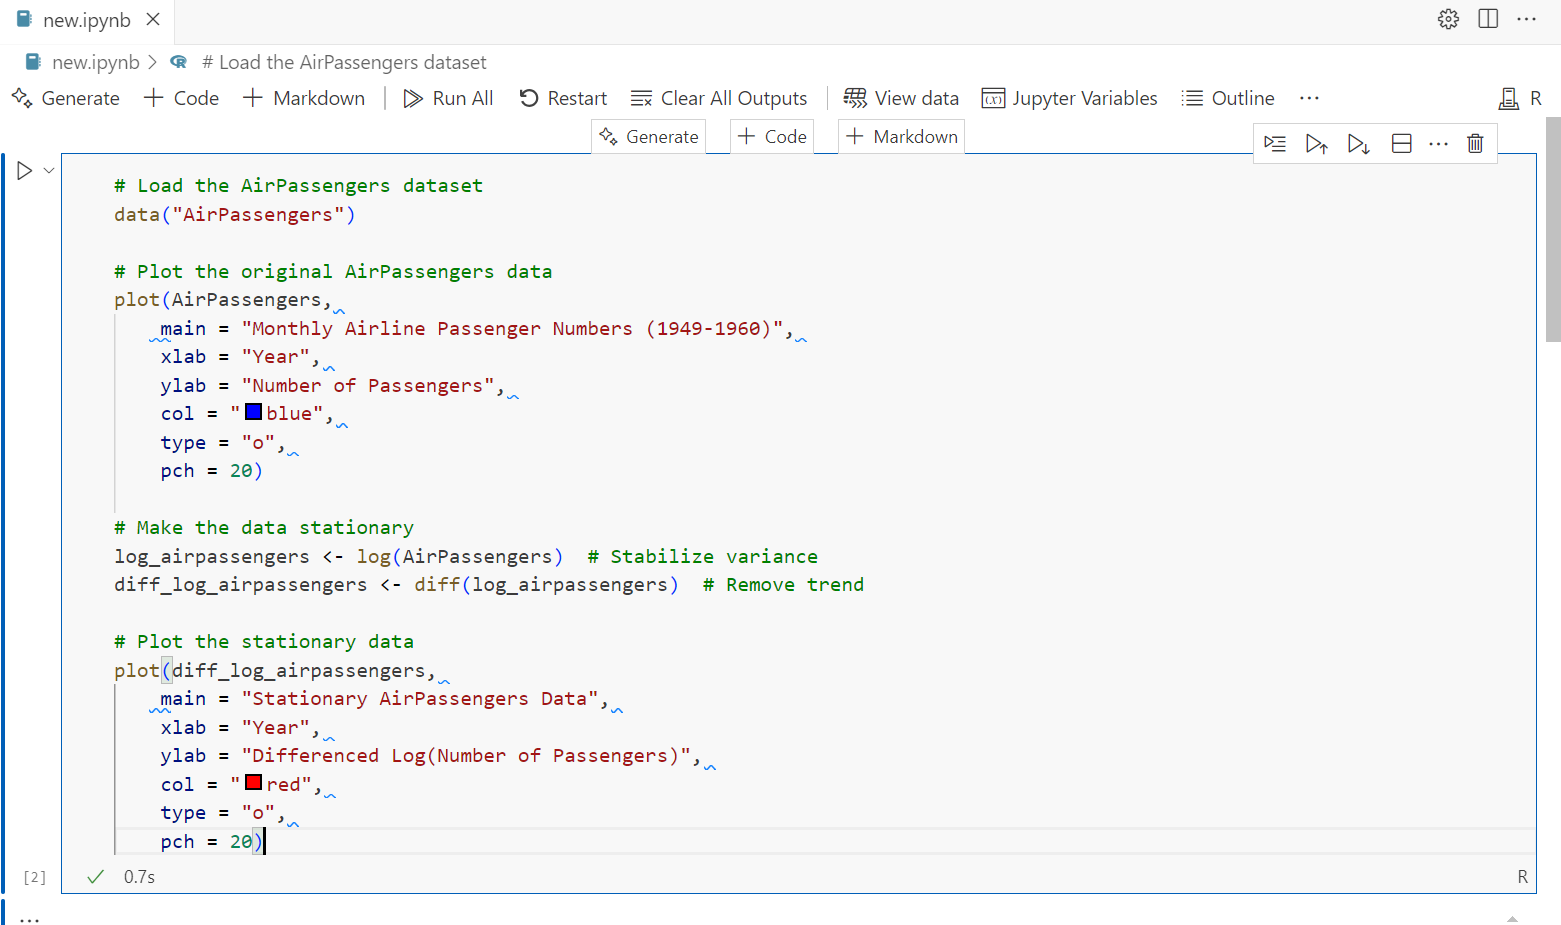 new.ipynb
new.ipynb > # Load the AirPassengers dataset
Generate + Code + Markdown | Run All Restart Clear All Outputs | View data Jupyter Variables Outline ... R
Generate + Code + Markdown
# Load the AirPassengers dataset
data("AirPassengers")
# Plot the original AirPassengers data
plot(AirPassengers,
main = "Monthly Airline Passenger Numbers (1949-1960)",
xlab = "Year",
ylab = "Number of Passengers",
col = "blue",
type = "o",
pch = 20)
# Make the data stationary
log_airpassengers <- log(AirPassengers)  # Stabilize variance
diff_log_airpassengers <- diff(log_airpassengers)  # Remove trend
# Plot the stationary data
plot(diff_log_airpassengers,
main = "Stationary AirPassengers Data",
xlab = "Year",
ylab = "Differenced Log(Number of Passengers)",
col = "red",
type = "o",
pch = 20)
[2] 0.7s R